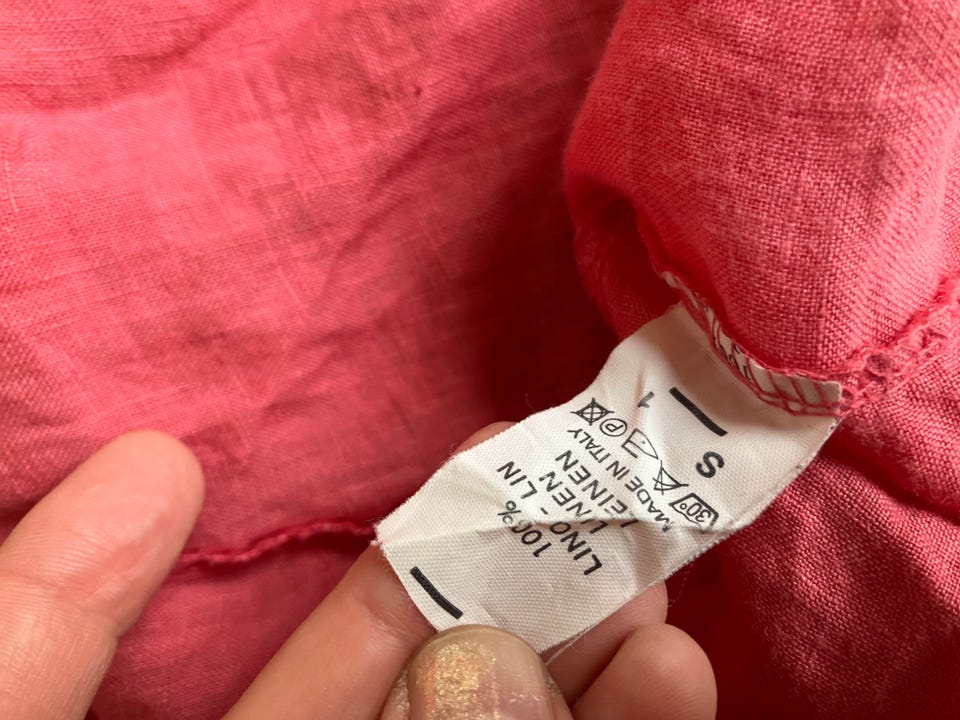 S
1
30°
P
MADE IN ITALY
LEINEN
LINEN
LINO- LIN
100%